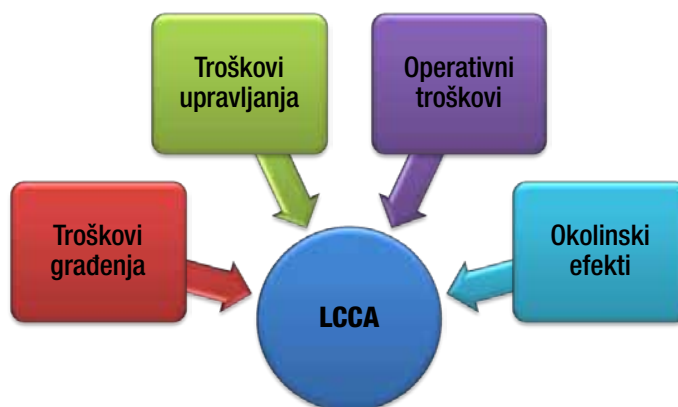 Troškovi
upravljanja
Operativni
troškovi
Troškovi
građenja
Okolinski
efekti
LCCA